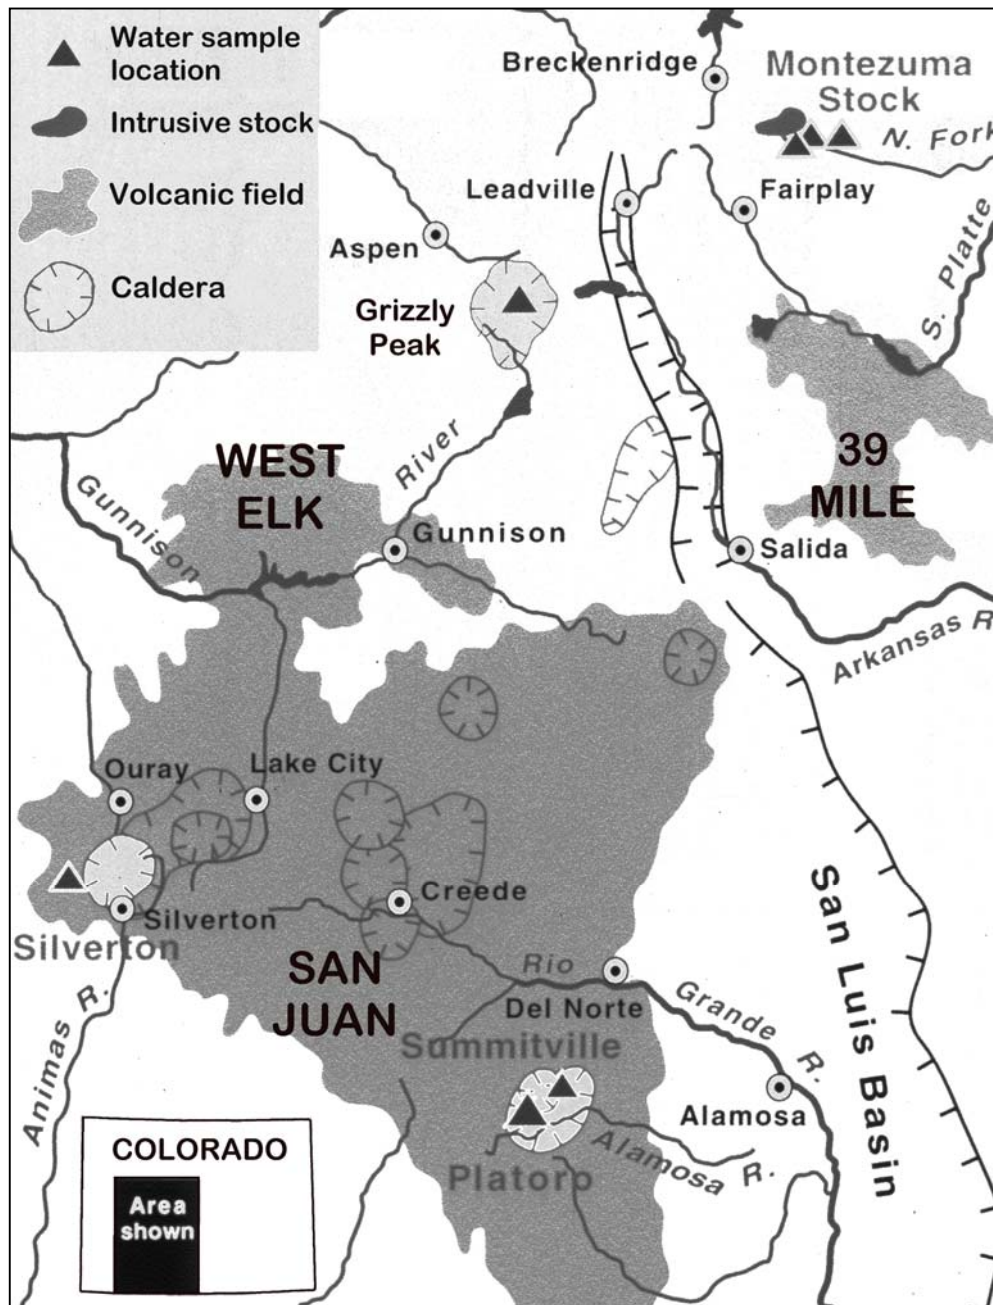 Water sample
location
Intrusive stock
Volcanic field
Caldera
Breckenridge
Montezuma
Stock
N. Fork
Leadville
Fairplay
Aspen
Grizzly
Peak
S. Platte
WEST
ELK
River
39
MILE
Gunnison
Gunnison
Salida
Arkansas R
Ouray
Lake City
Creede
Silverton
Silverton
SAN
JUAN
Rio
Grande
R.
Del Norte
Summitville
San Luis Basin
Animas R.
Alamosa
Platoro
Alamosa R.
COLORADO
Area
shown